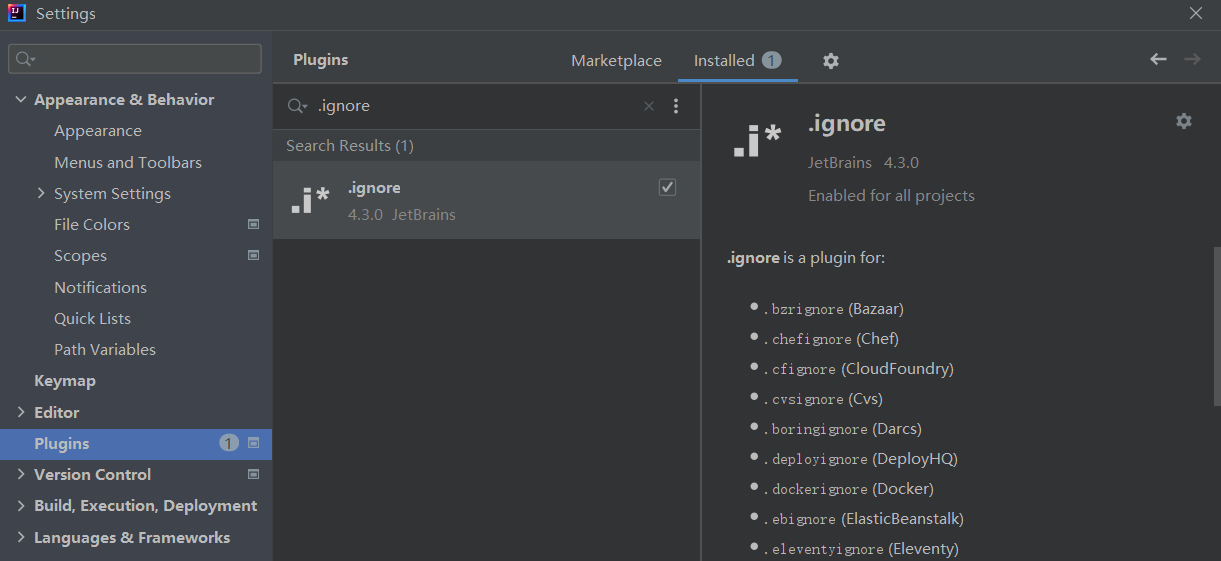 Settings
Appearance & Behavior
Appearance
Menus and Toolbars
System Settings
File Colors
Scopes
Notifications
Quick Lists
Path Variables
Keymap
Editor
Plugins 1
Version Control
Build, Execution, Deployment
Languages & Frameworks
Plugins Marketplace Installed 1
.ignore
Search Results (1)
.ignore
4.3.0 JetBrains
.i*
.i*
.ignore
JetBrains 4.3.0
Enabled for all projects
.ignore is a plugin for:
• .bzrignore (Bazaar)
• .chefignore (Chef)
• .cfignore (CloudFoundry)
• .cvsignore (Cvs)
• .boringignore (Darcs)
• .deployignore (DeployHQ)
• .dockerignore (Docker)
• .ebignore (ElasticBeanstalk)
• .eleventyignore (Eleventy)